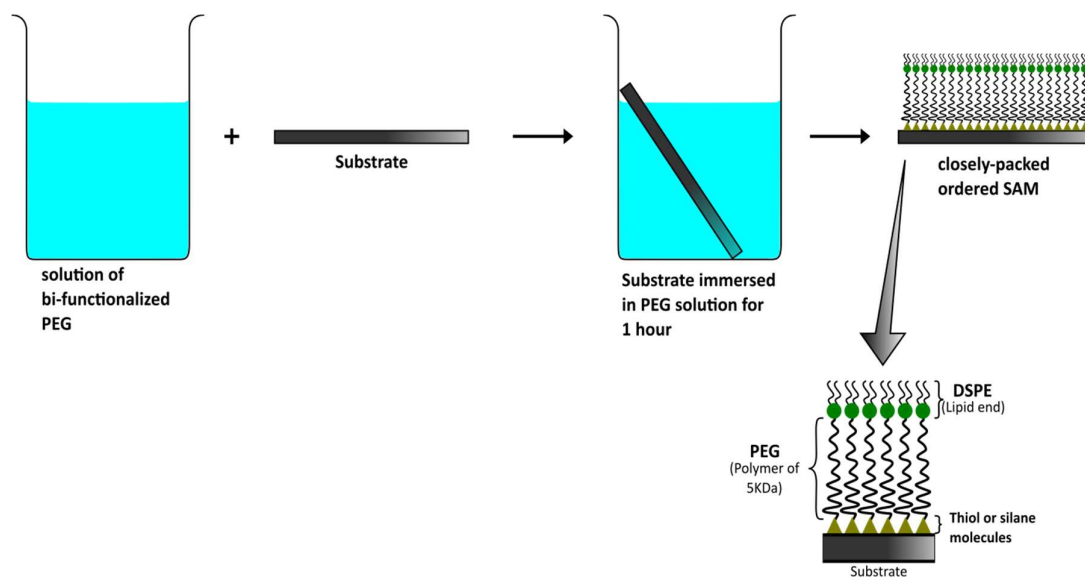 +
Substrate
solution of
bi-functionalized
PEG
Substrate immersed
in PEG solution for
1 hour
closely-packed
ordered SAM
DSPE
(Lipid end)
PEG
(Polymer of
5KDa)
Thiol or silane
molecules
Substrate